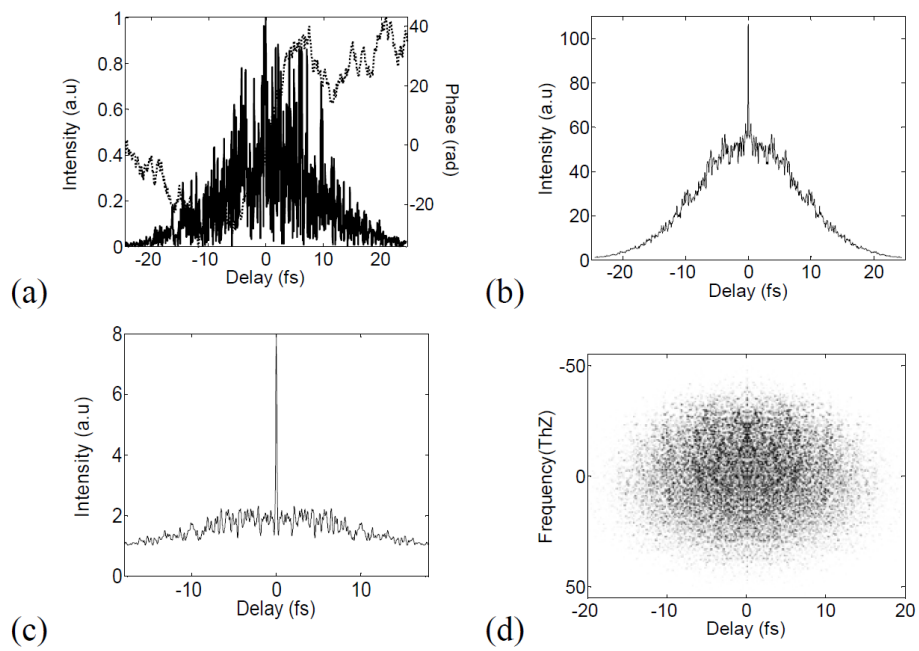 1
0.8
0.6
0.4
0.2
0
Intensity (a.u)
40
20
0
-20
Phase (rad)
-20 -10 0 10 20
Delay (fs)
(a)
100
80
60
40
20
0
Intensity (a.u)
-20 -10 0 10 20
Delay (fs)
(b)
8
6
4
2
0
Intensity (a.u)
-10 0 10
Delay (fs)
(c)
-50
0
50
Frequency(ThZ)
-20 -10 0 10 20
Delay (fs)
(d)